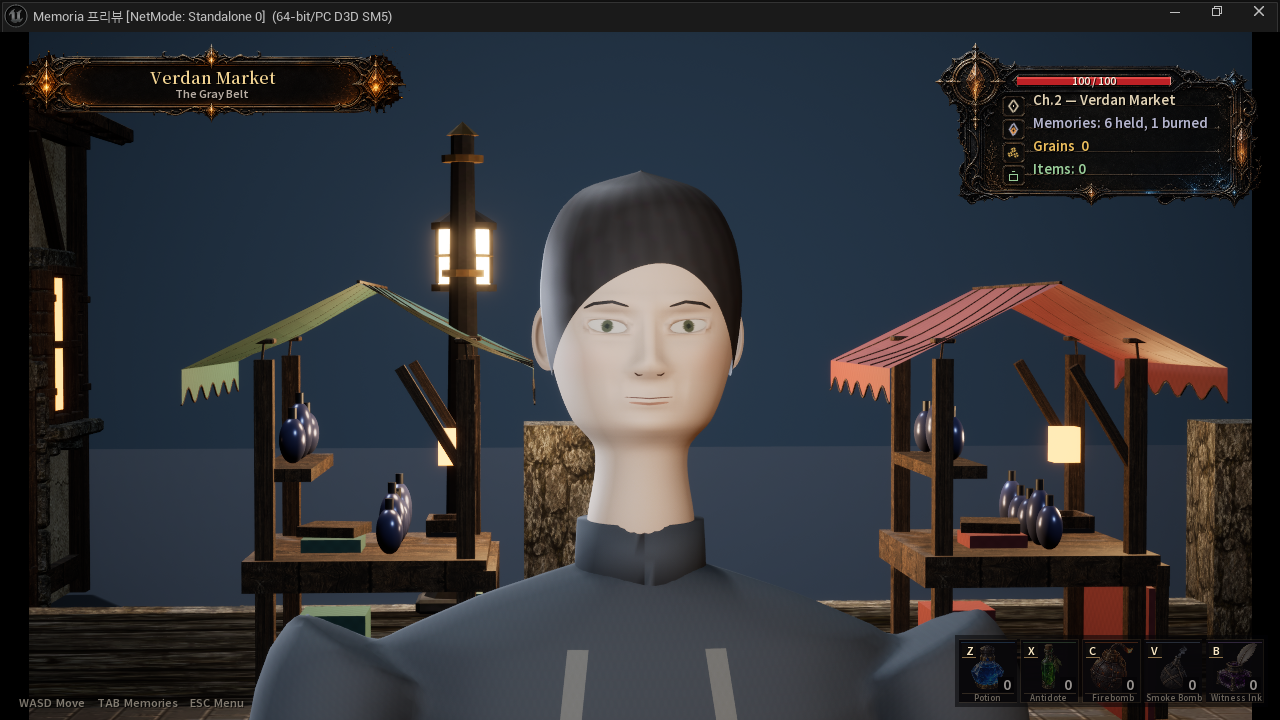 Memoria 프리뷰 [NetMode: Standalone 0]  (64-bit/PC D3D SM5)
Verdan Market
The Gray Belt
100 / 100
Ch.2 — Verdan Market
Memories: 6 held, 1 burned
Grains  0
Items: 0
Z
X
C
V
B
0
0
0
0
0
Potion
Antidote
Firebomb
Smoke Bomb
Witness Ink
WASD Move
TAB Memories
ESC Menu